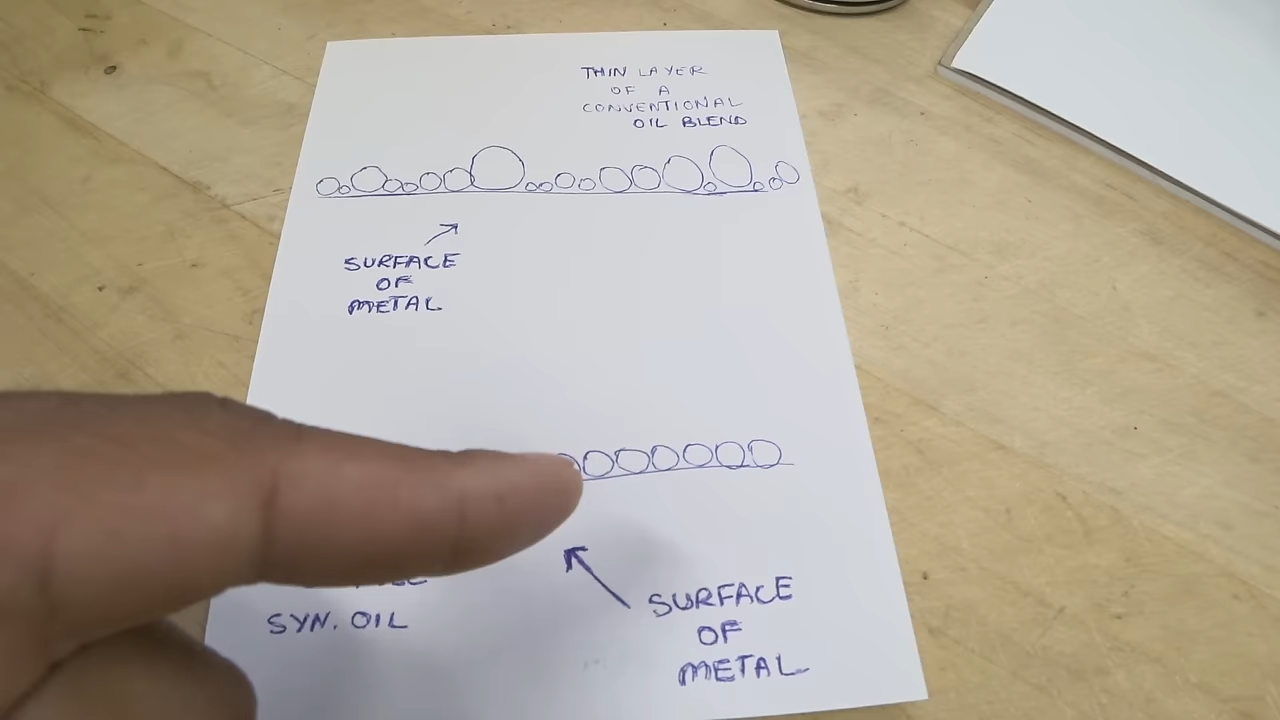 THIN LAYER
OF A
CONVENTIONAL
OIL BLEND
SURFACE
OF
METAL
SYN. OIL
SURFACE
OF
METAL